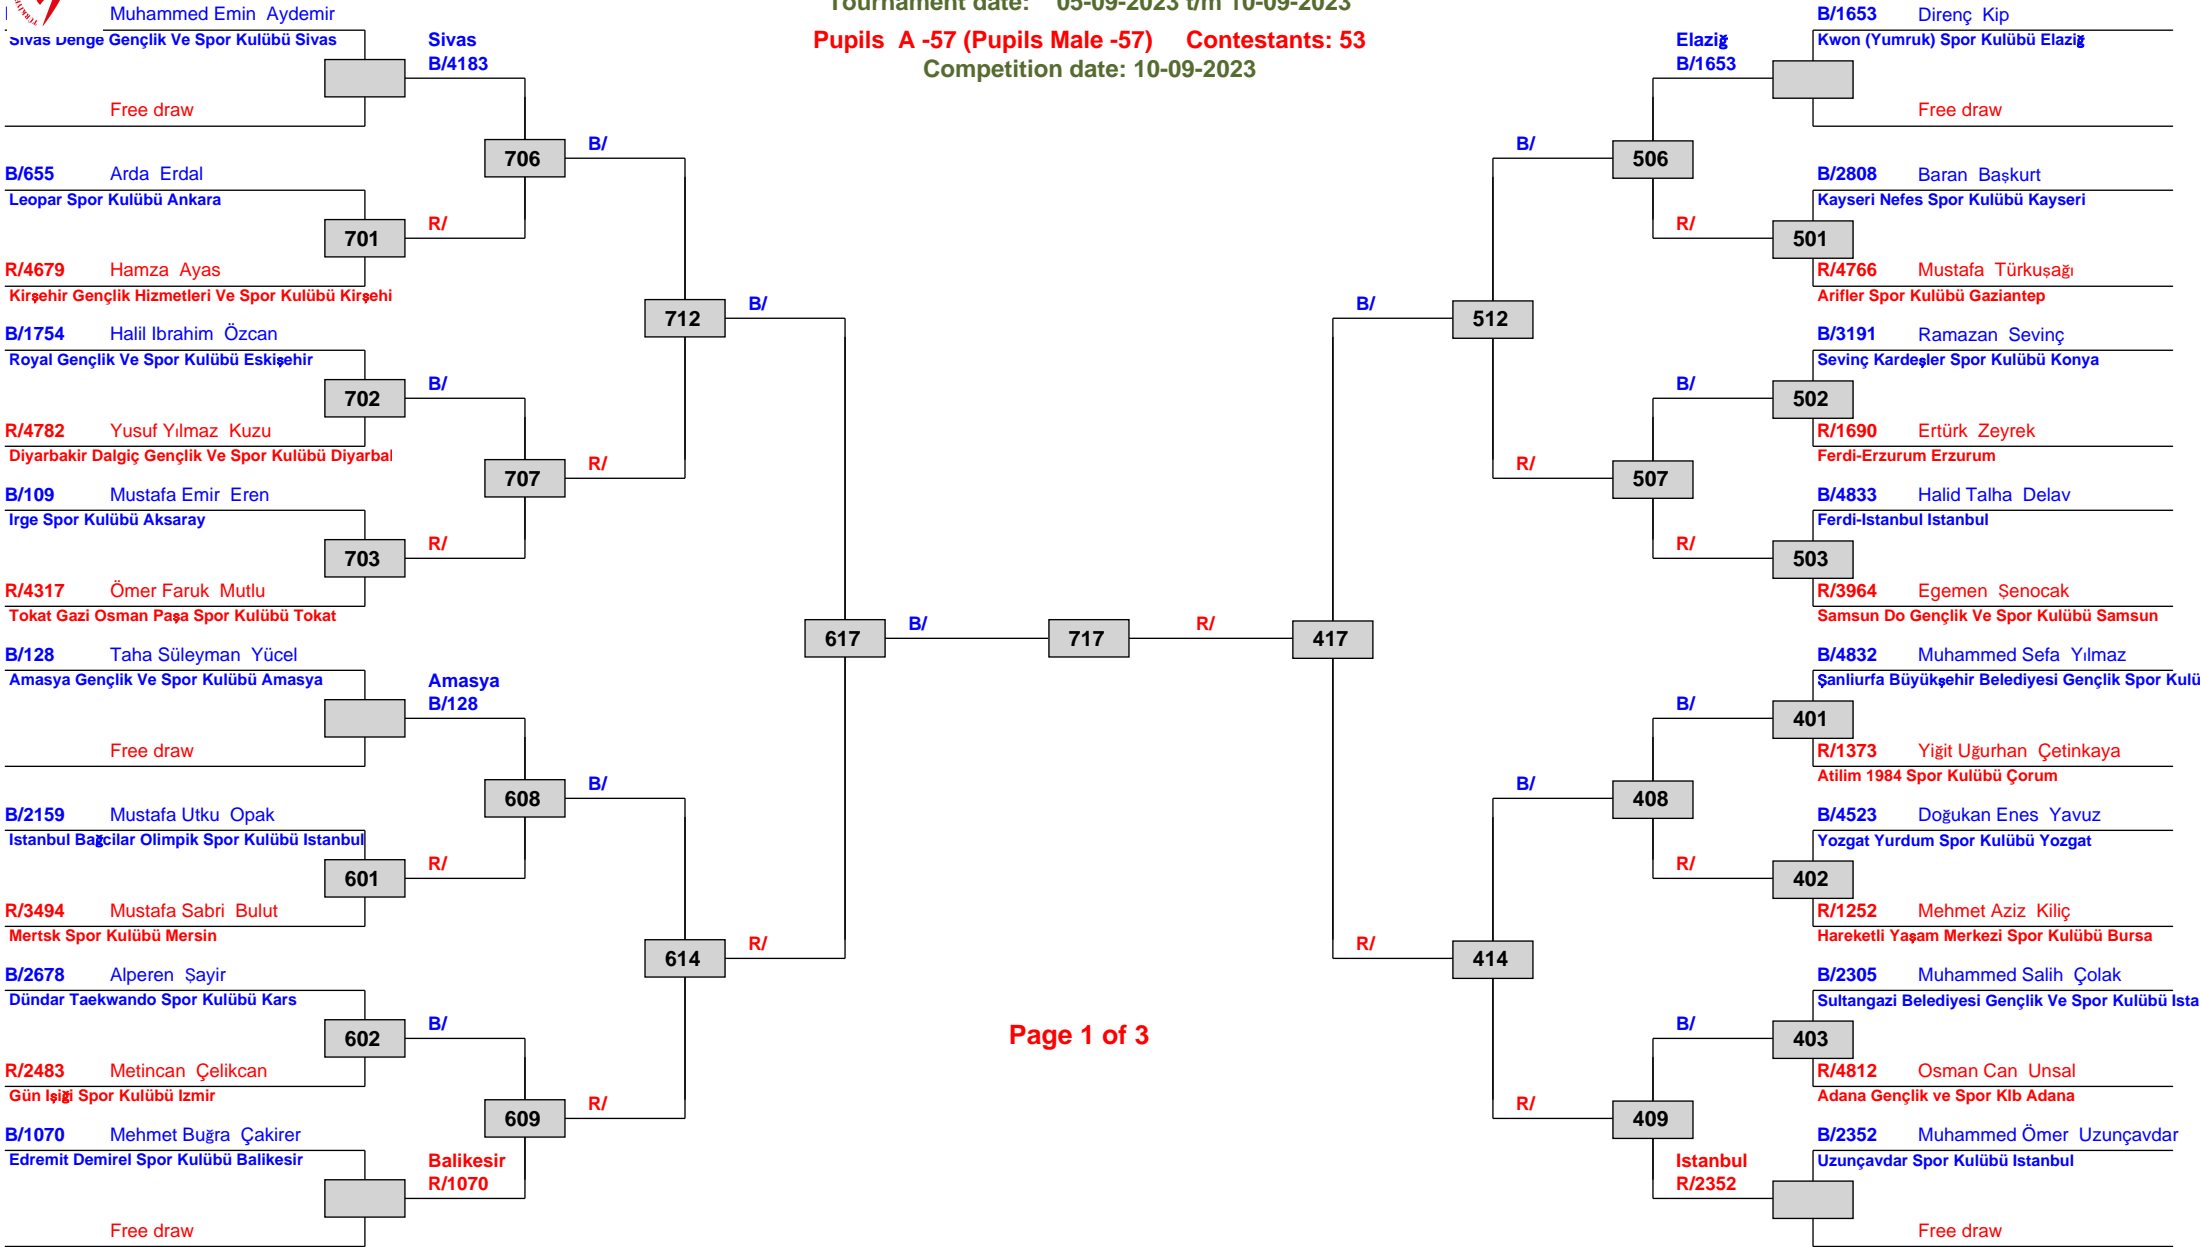 Tournament date: 05-09-2023 t/m 10-09-2023
Pupils A -57 (Pupils Male -57) Contestants: 53
Competition date: 10-09-2023
Muhammed Emin Aydemir
Sivas Denge Gençlik Ve Spor Kulübü Sivas
Sivas
B/4183
Free draw
706
B/
B/655 Arda Erdal
Leopar Spor Kulübü Ankara
701
R/
R/4679 Hamza Ayas
Kirşehir Gençlik Hizmetleri Ve Spor Kulübü Kirşehi
712
B/
B/1754 Halil Ibrahim Özcan
Royal Gençlik Ve Spor Kulübü Eskişehir
702
B/
R/4782 Yusuf Yılmaz Kuzu
Diyarbakir Dalgiç Gençlik Ve Spor Kulübü Diyarbal
707
R/
B/109 Mustafa Emir Eren
Irge Spor Kulübü Aksaray
703
R/
R/4317 Ömer Faruk Mutlu
Tokat Gazi Osman Paşa Spor Kulübü Tokat
617
B/
717
R/
417
B/128 Taha Süleyman Yücel
Amasya Gençlik Ve Spor Kulübü Amasya
Amasya
B/128
Free draw
608
B/
B/2159 Mustafa Utku Opak
Istanbul Bağcilar Olimpik Spor Kulübü Istanbul
601
R/
R/3494 Mustafa Sabri Bulut
Mertsk Spor Kulübü Mersin
614
R/
B/2678 Alperen Şayir
Dündar Taekwando Spor Kulübü Kars
602
B/
R/2483 Metincan Çelikcan
Gün Işiği Spor Kulübü Izmir
609
R/
B/1070 Mehmet Buğra Çakirer
Edremit Demirel Spor Kulübü Balikesir
Balikesir
R/1070
Free draw
Page 1 of 3
B/1653 Direnç Kip
Kwon (Yumruk) Spor Kulübü Elaziğ
Elaziğ
B/1653
Free draw
B/
506
B/2808 Baran Başkurt
Kayseri Nefes Spor Kulübü Kayseri
R/
501
R/4766 Mustafa Türkuşağı
Arifler Spor Kulübü Gaziantep
B/
512
B/3191 Ramazan Sevinç
Sevinç Kardeşler Spor Kulübü Konya
B/
502
R/1690 Ertürk Zeyrek
Ferdi-Erzurum Erzurum
R/
507
B/4833 Halid Talha Delav
Ferdi-Istanbul Istanbul
R/
503
R/3964 Egemen Şenocak
Samsun Do Gençlik Ve Spor Kulübü Samsun
B/4832 Muhammed Sefa Yılmaz
Şanliurfa Büyükşehir Belediyesi Gençlik Spor Kulü
B/
401
R/1373 Yiğit Uğurhan Çetinkaya
Atilim 1984 Spor Kulübü Çorum
B/
408
B/4523 Doğukan Enes Yavuz
Yozgat Yurdum Spor Kulübü Yozgat
R/
402
R/1252 Mehmet Aziz Kiliç
Hareketli Yaşam Merkezi Spor Kulübü Bursa
R/
414
B/2305 Muhammed Salih Çolak
Sultangazi Belediyesi Gençlik Ve Spor Kulübü Ista
B/
403
R/4812 Osman Can Unsal
Adana Gençlik ve Spor Klb Adana
R/
409
B/2352 Muhammed Ömer Uzunçavdar
Uzunçavdar Spor Kulübü Istanbul
Istanbul
R/2352
Free draw